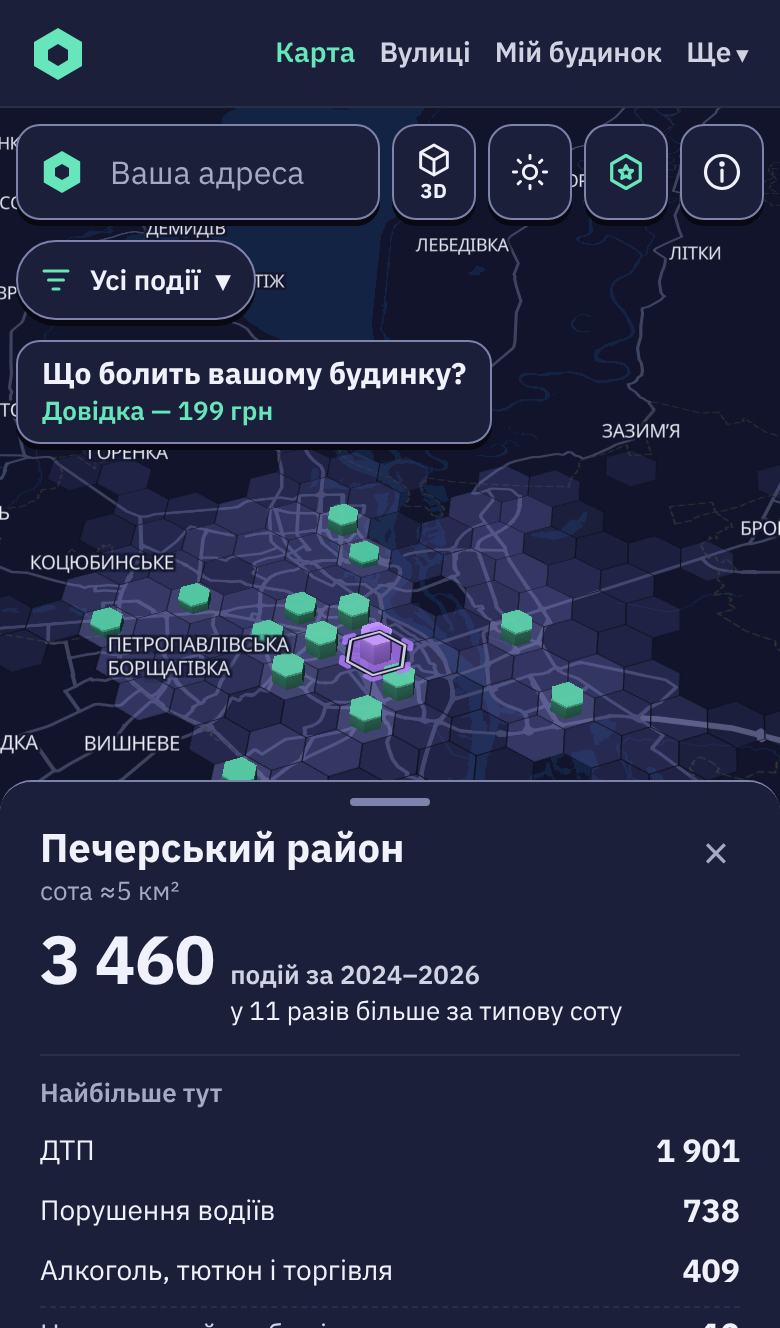 Карта Вулиці Мій будинок Ще ▾
Ваша адреса
3D
ДЕМИДІВ
ЛЕБЕДІВКА
ЛІТКИ
Усі події ▼
Що болить вашому будинку?
Довідка — 199 грн
ЗАЗИМ'Я
ГОРЕНКА
КОЦЮБИНСЬКЕ
ПЕТРОПАВЛІВСЬКА
БОРЩАГІВКА
ВИШНЕВЕ
Печерський район
×
сота ≈5 км²
3 460 подій за 2024–2026
у 11 разів більше за типову соту
Найбільше тут
ДТП 1 901
Порушення водіїв 738
Алкоголь, тютюн і торгівля 409